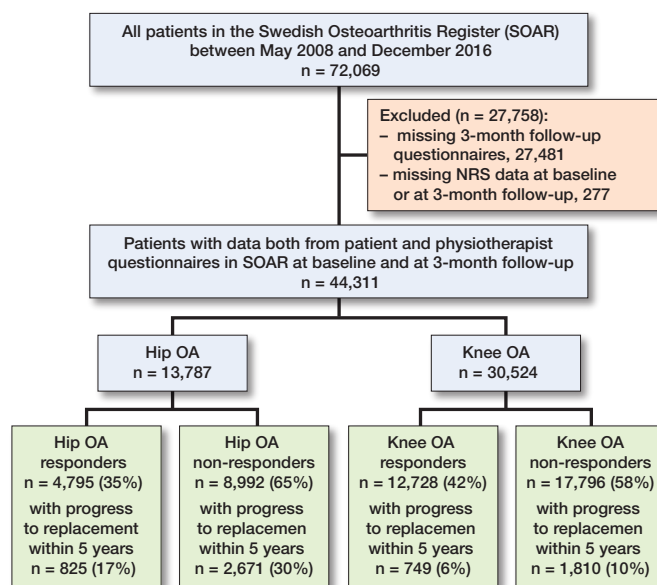 All patients in the Swedish Osteoarthritis Register (SOAR)
between May 2008 and December 2016
n = 72,069
Excluded (n = 27,758):
– missing 3-month follow-up
questionnaires, 27,481
– missing NRS data at baseline
or at 3-month follow-up, 277
Patients with data both from patient and physiotherapist
questionnaires in SOAR at baseline and at 3-month follow-up
n = 44,311
Hip OA
n = 13,787
Knee OA
n = 30,524
Hip OA
responders
n = 4,795 (35%)
with progress
to replacement
within 5 years
n = 825 (17%)
Hip OA
non-responders
n = 8,992 (65%)
with progress
to replacemen
within 5 years
n = 2,671 (30%)
Knee OA
responders
n = 12,728 (42%)
with progress
to replacemen
within 5 years
n = 749 (6%)
Knee OA
non-responders
n = 17,796 (58%)
with progress
to replacemen
within 5 years
n = 1,810 (10%)